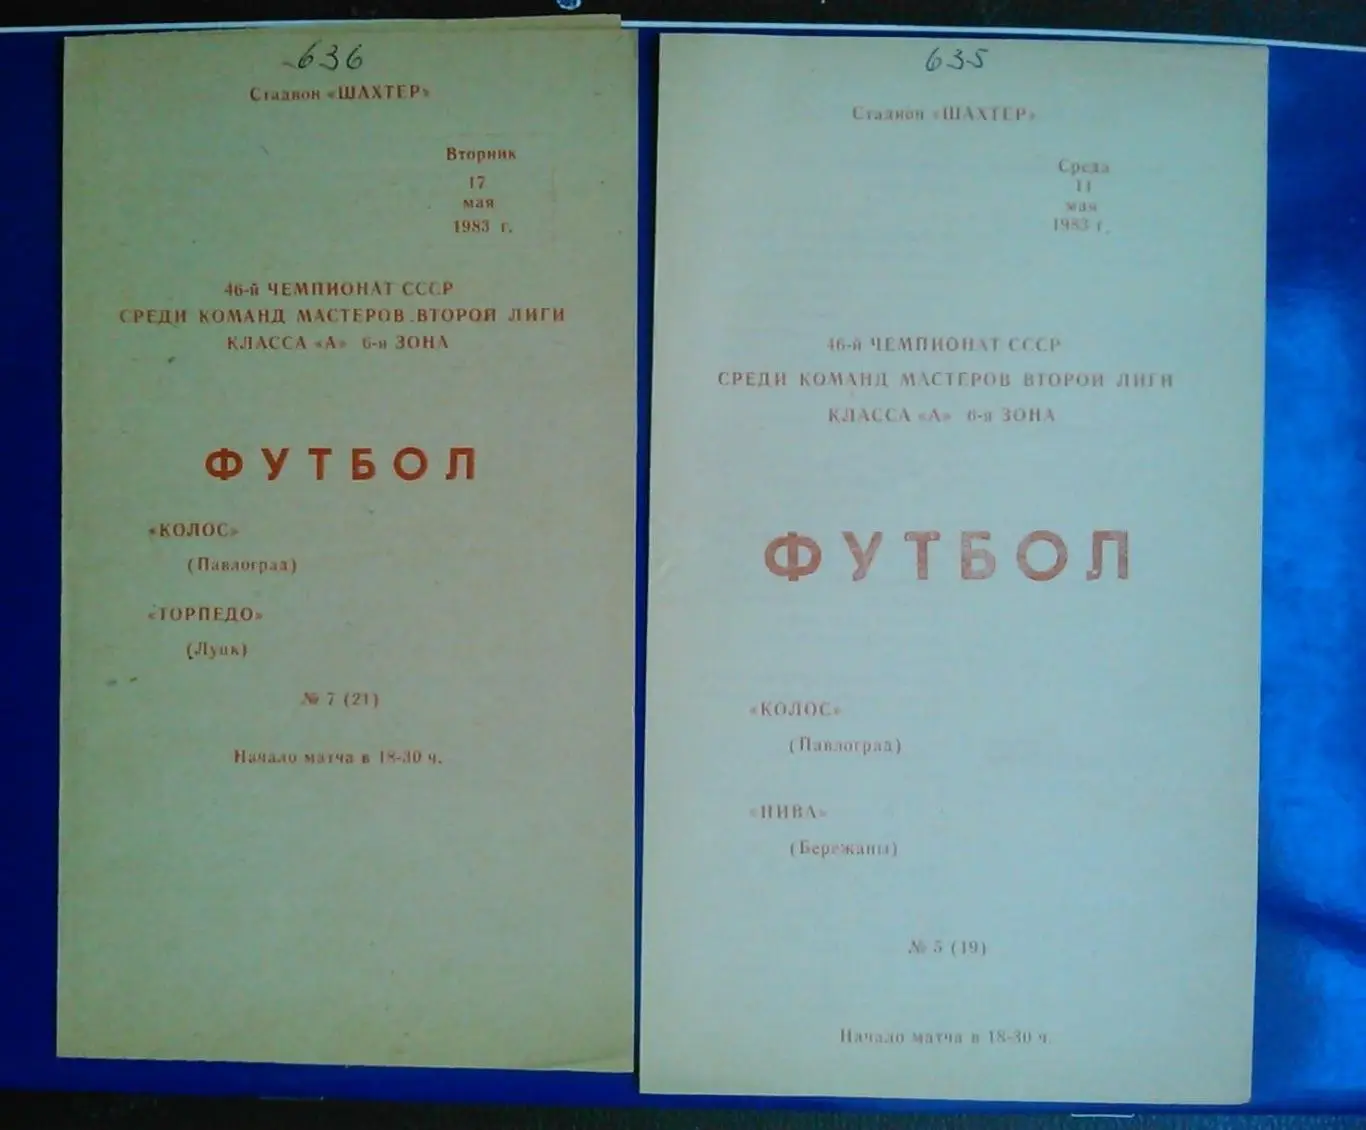 636
Стадион «ШАХТЕР»
Вторник
17
мая
1983 г.
46-й ЧЕМПИОНАТ СССР
СРЕДИ КОМАНД МАСТЕРОВ ВТОРОЙ ЛИГИ
КЛАССА «А» 6-я ЗОНА
ФУТБОЛ
«КОЛОС»
(Павлоград)
«ТОРПЕДО»
(Луцк)
№ 7 (21)
Начало матча в 18-30 ч.
635
Стадион «ШАХТЕР»
Среда
11
мая
1983 г.
46-й ЧЕМПИОНАТ СССР
СРЕДИ КОМАНД МАСТЕРОВ ВТОРОЙ ЛИГИ
КЛАССА «А» 6-я ЗОНА
ФУТБОЛ
«КОЛОС»
(Павлоград)
«НИВА»
(Бережаны)
№ 5 (19)
Начало матча в 18-30 ч.